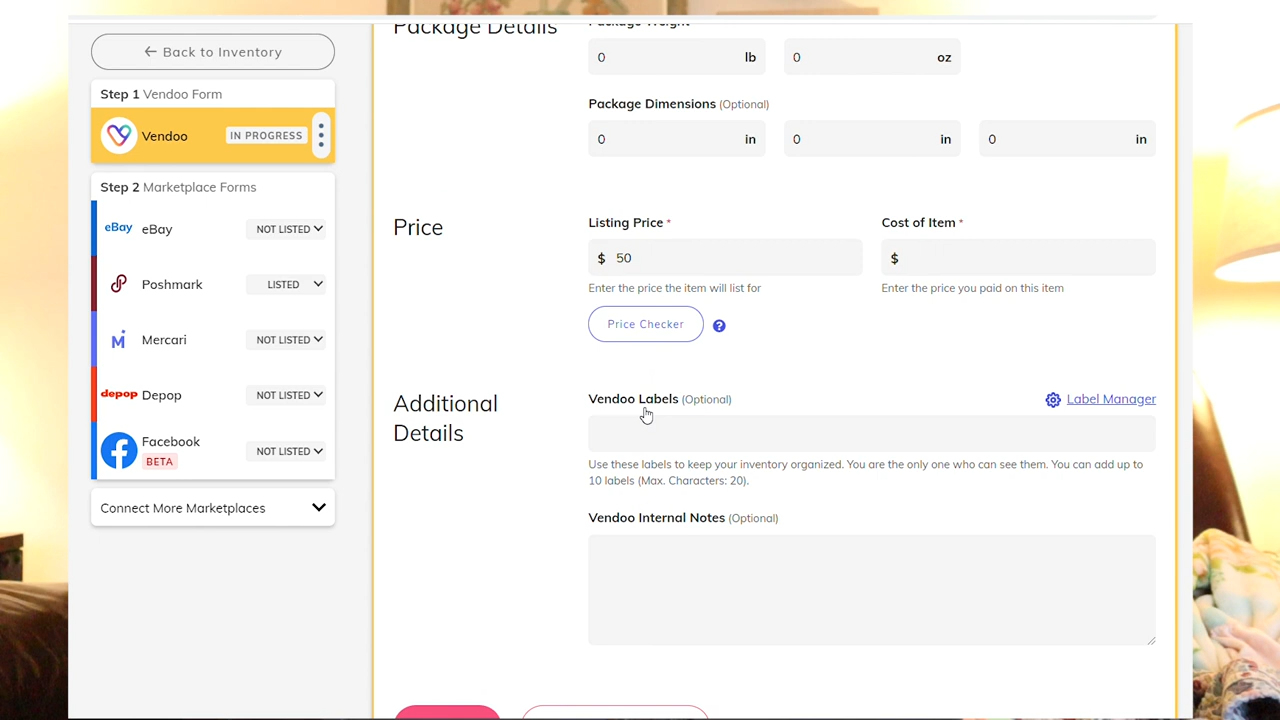 ← Back to Inventory
Step 1 Vendoo Form
Vendoo
IN PROGRESS
Step 2 Marketplace Forms
eBay eBay NOT LISTED
Poshmark LISTED
Mercari NOT LISTED
depop Depop NOT LISTED
Facebook
BETA
NOT LISTED
Connect More Marketplaces
Package Details
Package Weight
0 lb 0 oz
Package Dimensions (Optional)
0 in 0 in 0 in
Price
Listing Price * Cost of Item *
$ 50 $
Enter the price the item will list for Enter the price you paid on this item
Price Checker ?
Additional
Details
Vendoo Labels (Optional) Label Manager
Use these labels to keep your inventory organized. You are the only one who can see them. You can add up to
10 labels (Max. Characters: 20).
Vendoo Internal Notes (Optional)